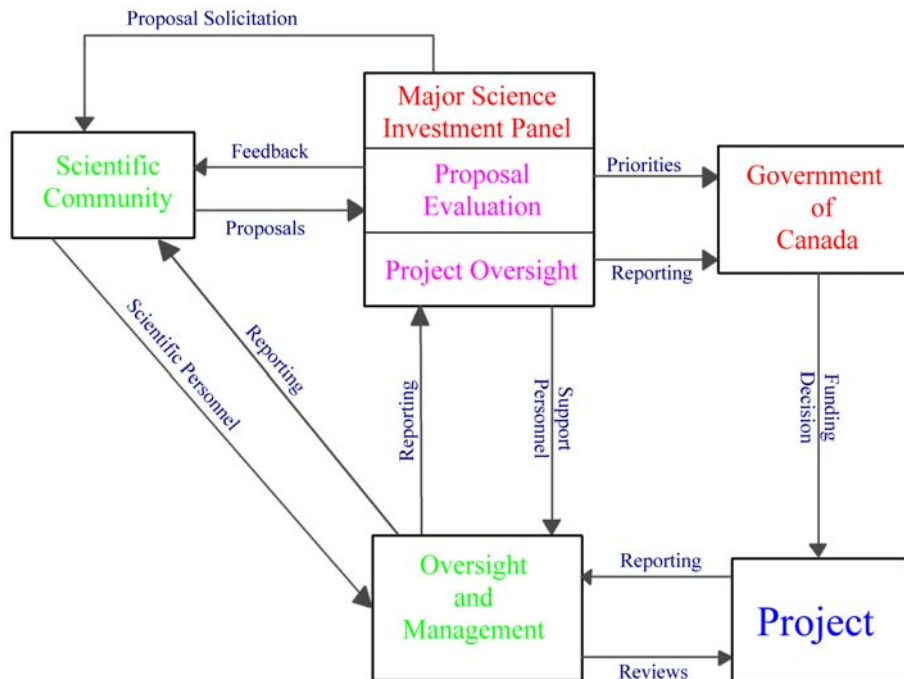 Proposal Solicitation
Major Science
Investment Panel
Scientific
Community
Feedback
Proposals
Proposal
Evaluation
Priorities
Government
of
Canada
Project Oversight
Reporting
Scientific Personnel
Reporting
Reporting
Support
Personnel
Funding
Decision
Oversight
and
Management
Reporting
Reviews
Project